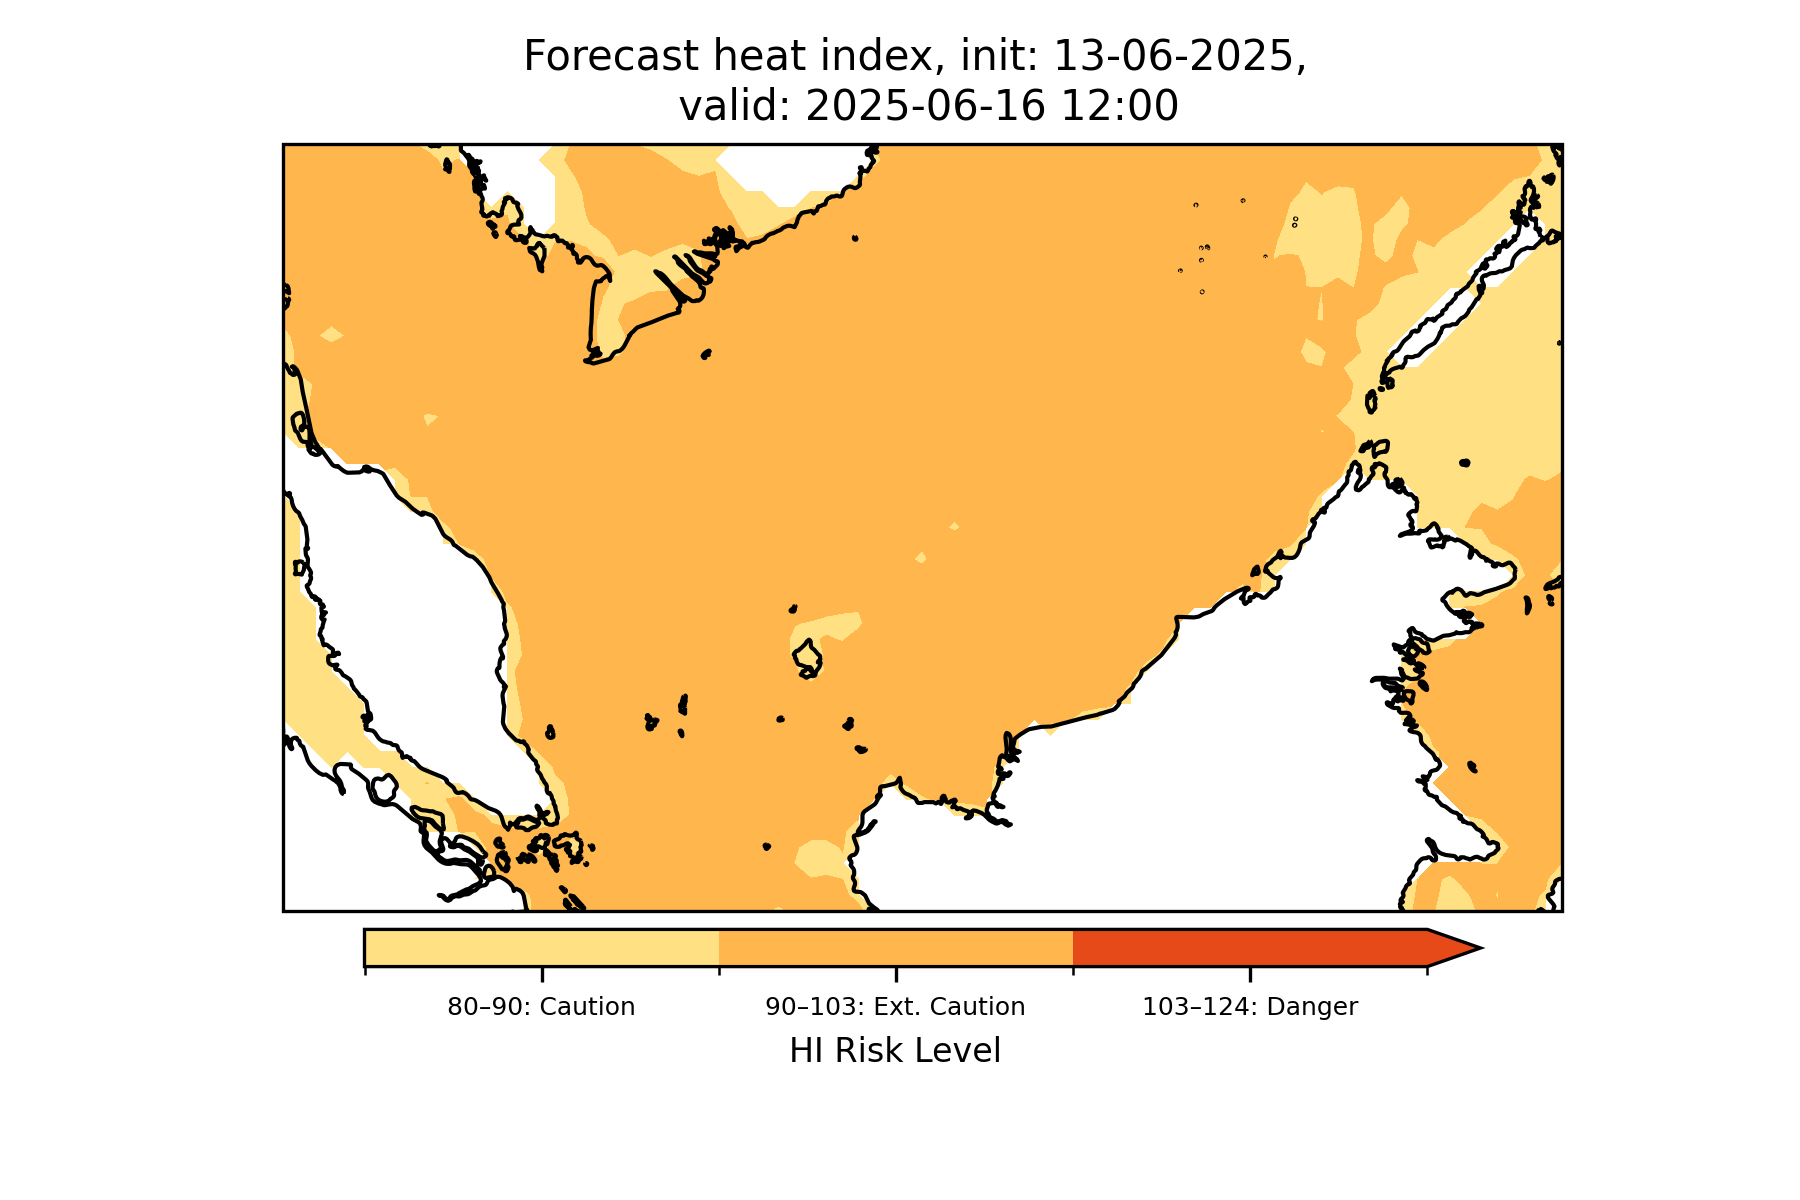 Forecast heat index, init: 13-06-2025,
valid: 2025-06-16 12:00
80–90: Caution
90–103: Ext. Caution
103–124: Danger
HI Risk Level